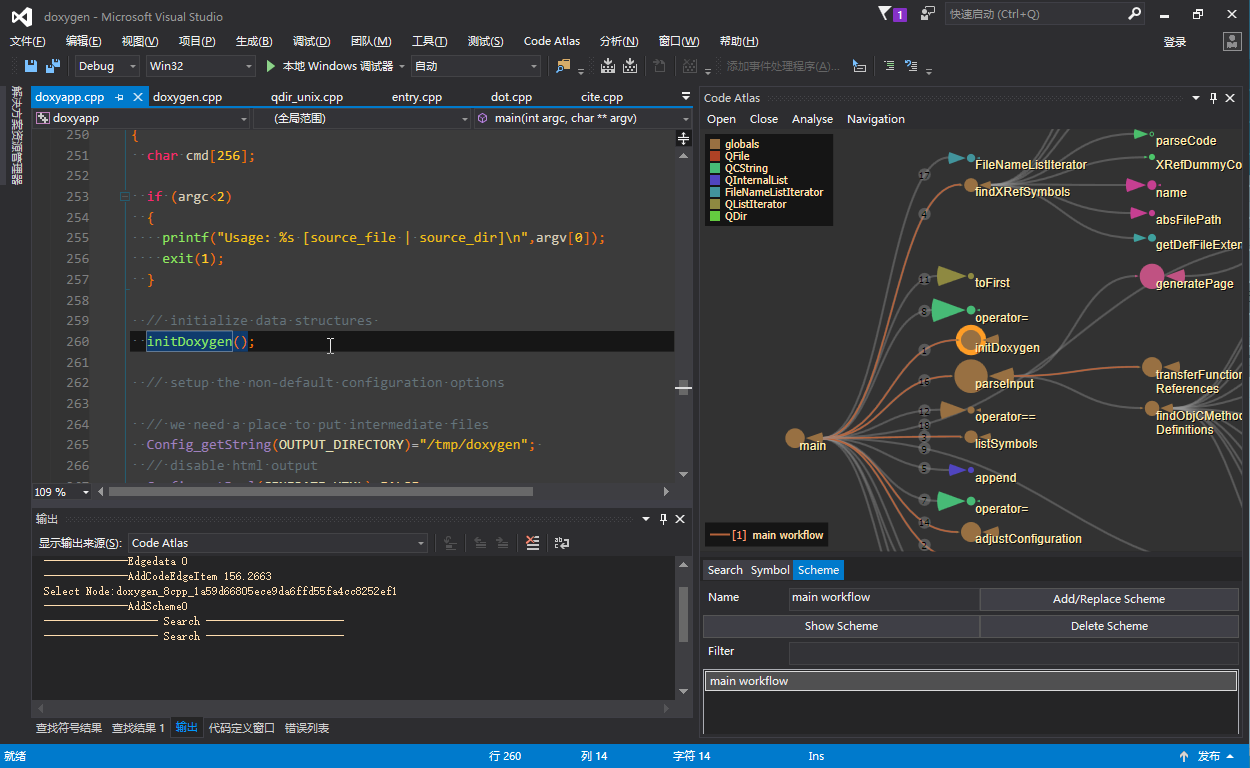 doxygen - Microsoft Visual Studio
1
快速启动 (Ctrl+Q)
文件(F) 编辑(E) 视图(V) 项目(P) 生成(B) 调试(D) 团队(M) 工具(T) 测试(S) Code Atlas 分析(N) 窗口(W) 帮助(H) 登录
Debug Win32 本地 Windows 调试器 自动 添加事件处理程序(A)...
解决方案资源管理器
doxyapp.cpp doxygen.cpp qdir_unix.cpp entry.cpp dot.cpp cite.cpp
doxyapp (全局范围) main(int argc, char ** argv)
250 {
251 char cmd[256];
252
253 if (argc<2)
254 {
255 printf("Usage: %s [source_file | source_dir]\n",argv[0]);
256 exit(1);
257 }
258
259 // initialize data structures
260 initDoxygen();
261
262 // setup the non-default configuration options
263
264 // we need a place to put intermediate files
265 Config_getString(OUTPUT_DIRECTORY)="/tmp/doxygen";
266 // disable html output
109 %
输出
显示输出来源(S): Code Atlas
Edgedata 0
AddCodeEdgeItem 156.2663
Select Node:doxygen_8cpp_1a59d66805ece9da6ffd55fa4cc8252ef1
AddScheme0
Search
Search
查找符号结果 查找结果 1 输出 代码定义窗口 错误列表
Code Atlas
Open Close Analyse Navigation
globals
QFile
QCString
QInternalList
FileNameListIterator
QListIterator
QDir
parseCode
FileNameListIterator
XRefDummyCo
17
findXRefSymbols
name
4
absFilePath
getDefFileExten
11
toFirst
generatePage
8
operator=
1
initDoxygen
transferFunction
References
16
parseInput
12
operator==
findObjCMethod
Definitions
18
main
3
listSymbols
9
5
append
7
operator=
14
adjustConfiguration
2
[1] main workflow
Search Symbol Scheme
Name main workflow Add/Replace Scheme
Show Scheme Delete Scheme
Filter
main workflow
就绪 行 260 列 14 字符 14 Ins 发布